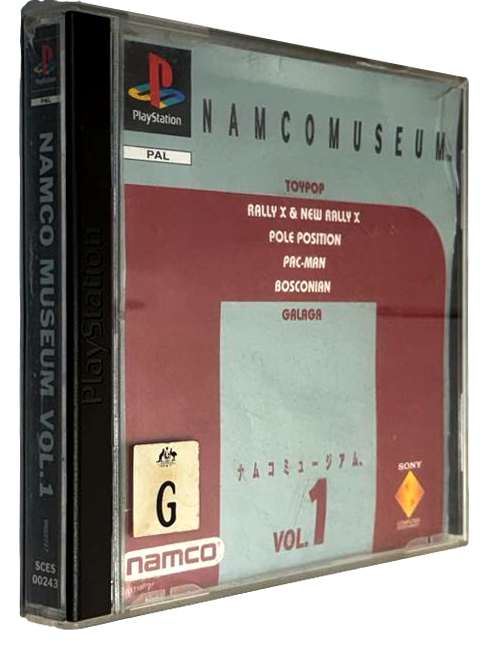 PlayStation
PAL
NAMCOMUSEUM
TOYPOP
RALLY X & NEW RALLY X
POLE POSITION
PAC-MAN
BOSCONIAN
GALAGA
ナムコミュージアム
VOL.1
G
namco
SONY
COMPUTER
PAL
NAMCO MUSEUM VOL.1
SCES
00243
PlayStation